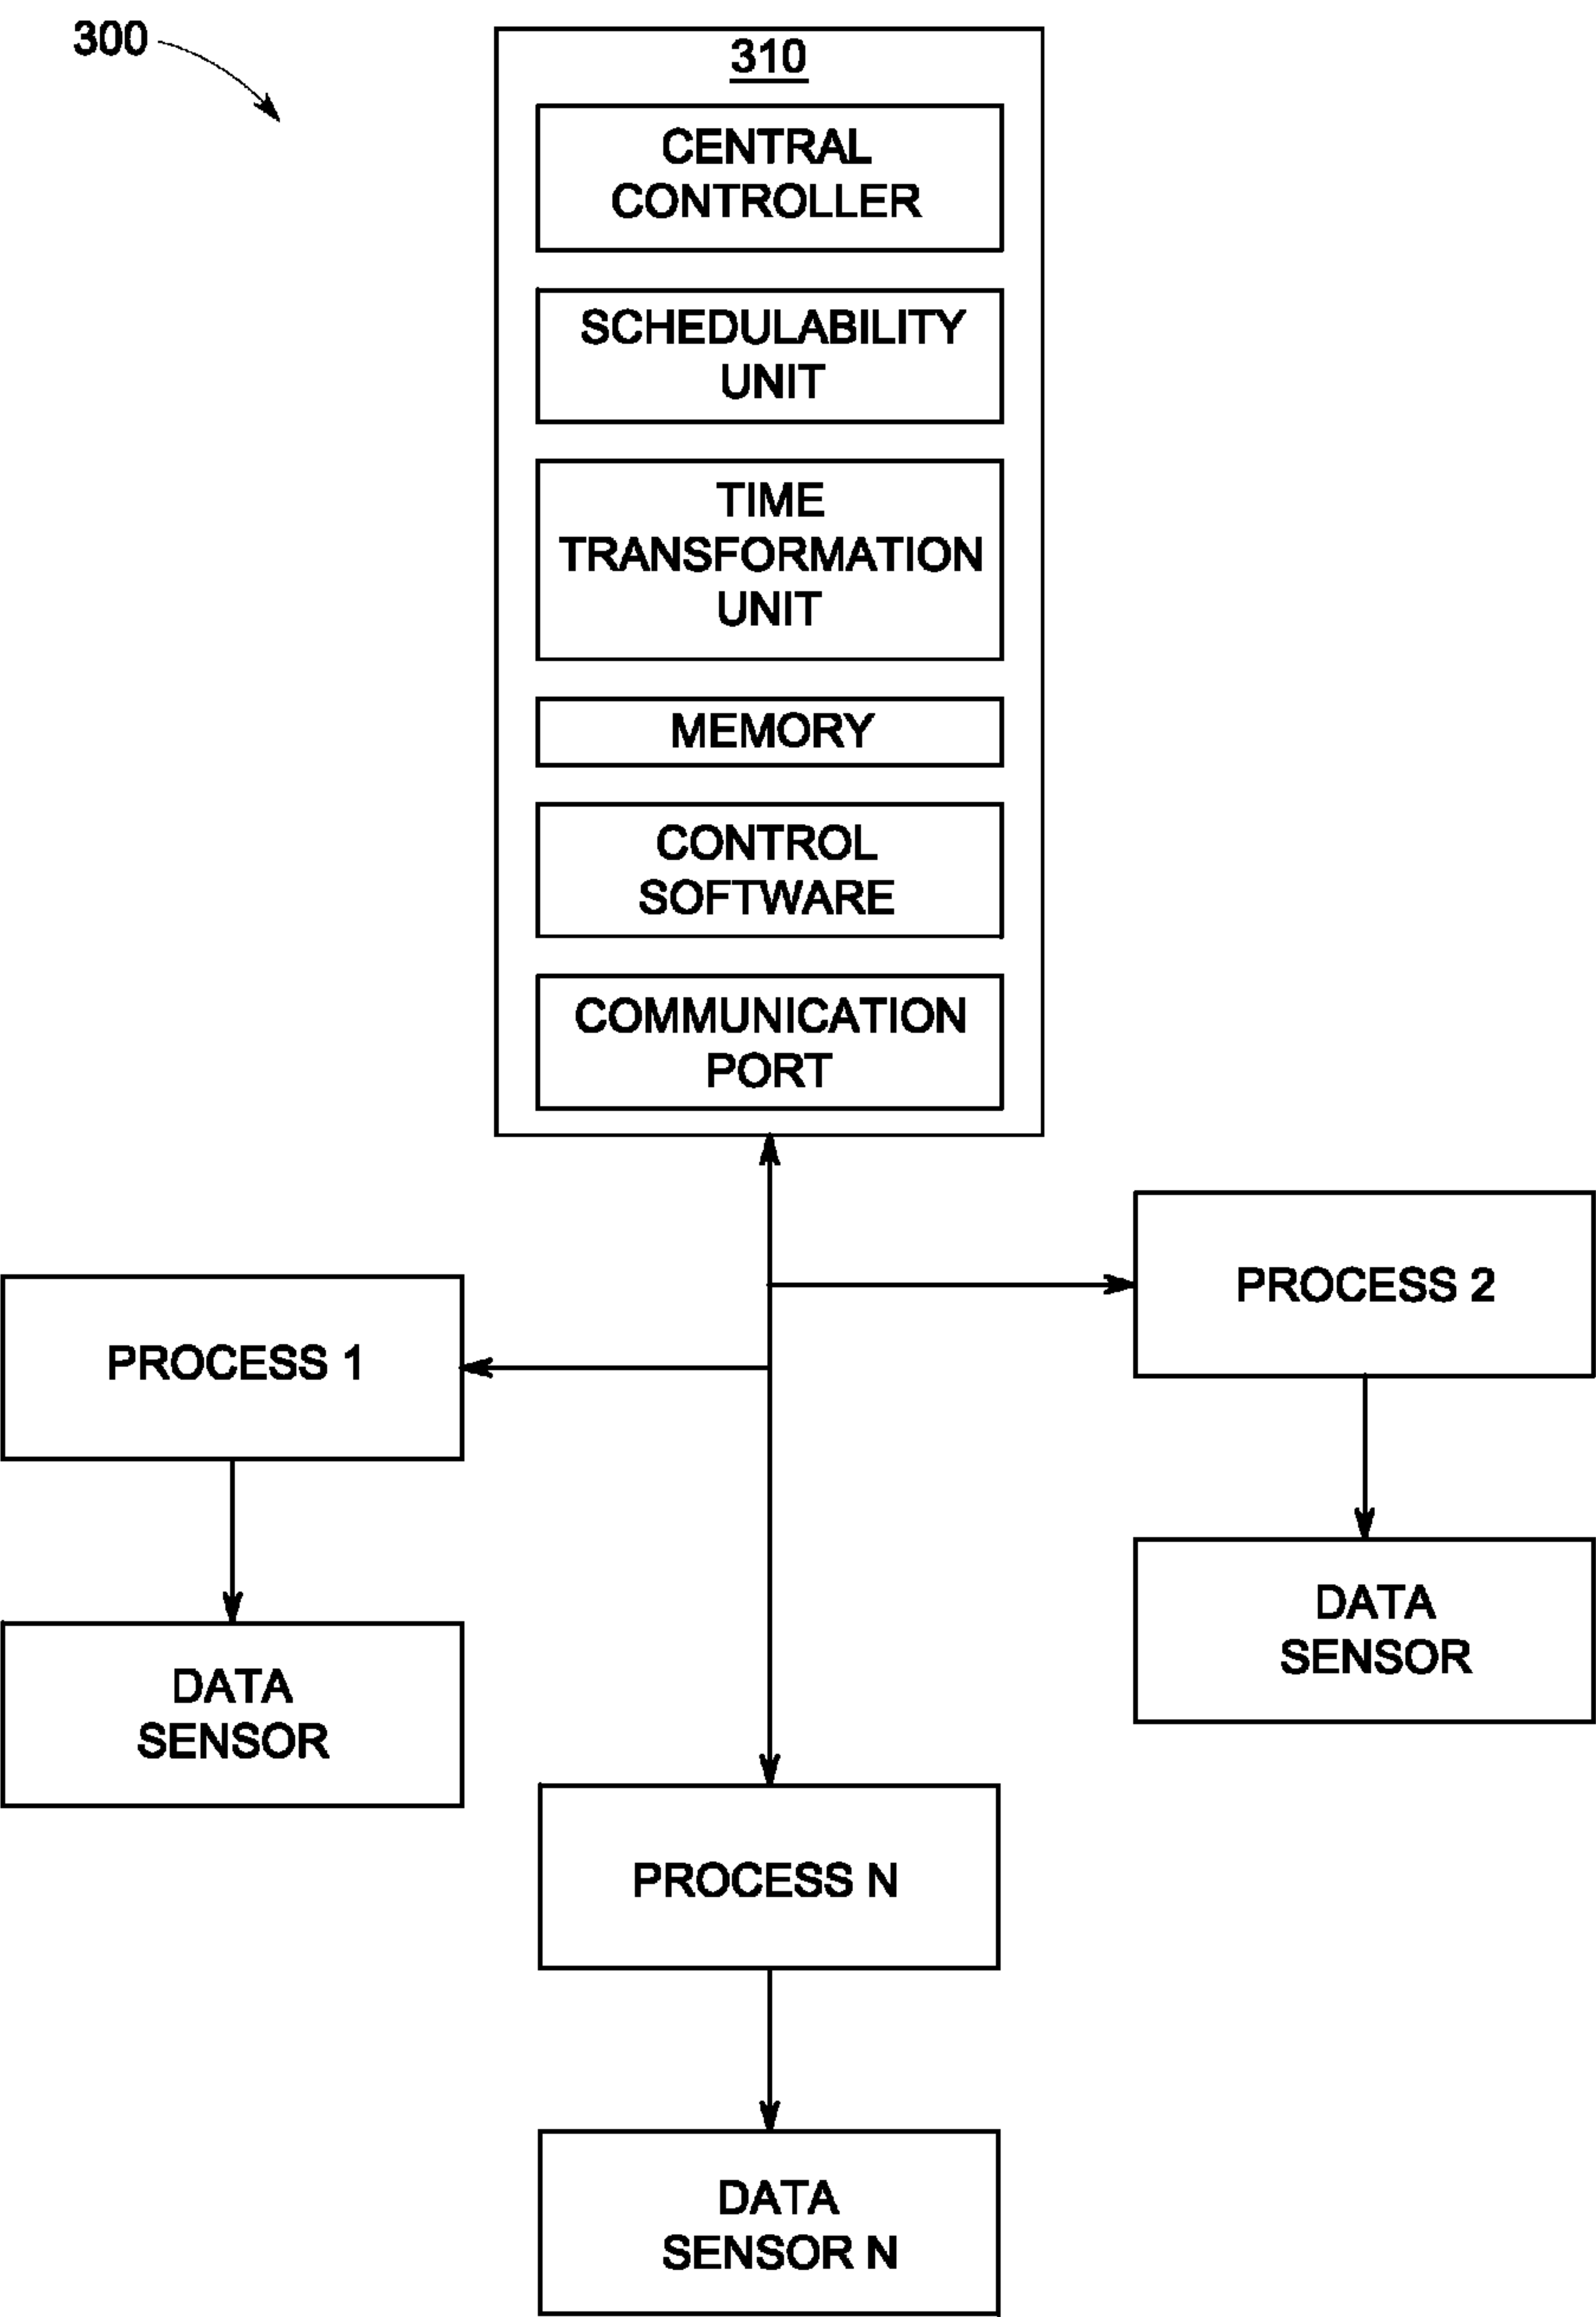 300
310
CENTRAL
CONTROLLER
SCHEDULABILITY
UNIT
TIME
TRANSFORMATION
UNIT
MEMORY
CONTROL
SOFTWARE
COMMUNICATION
PORT
PROCESS 2
PROCESS 1
DATA
SENSOR
DATA
SENSOR
PROCESS N
DATA
SENSOR N